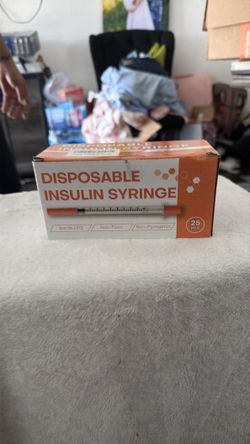 DISPOSABLE
INSULIN SYRINGE
Sterile EO
Non-Toxic
Non-Pyrogenic
25